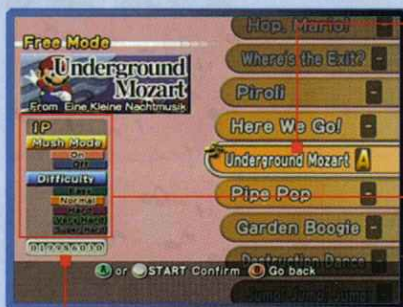 Hop, Mario! -
Free Mode
Where's the Exit? -
Underground
Mozart
From Eine Kleine Nachtmusik
Piroli -
1P
Mush Mode
On
Off
Here We Go! -
Underground Mozart A
Difficulty
Easy
Normal
Hard
Very Hard
Super Hard
Pipe Pop -
Garden Boogie -
Destruction Dance -
A or START Confirm B Go back